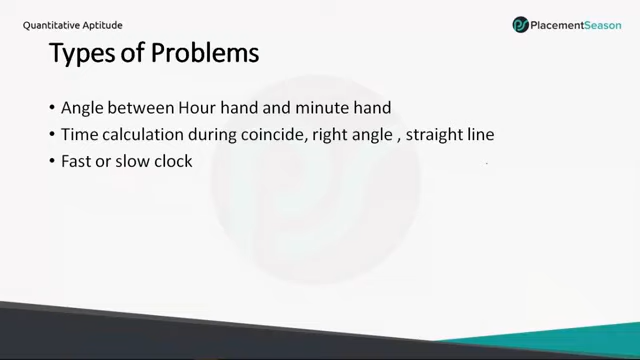 Quantitative Aptitude
PlacementSeason
Types of Problems
• Angle between Hour hand and minute hand
• Time calculation during coincide, right angle , straight line
• Fast or slow clock